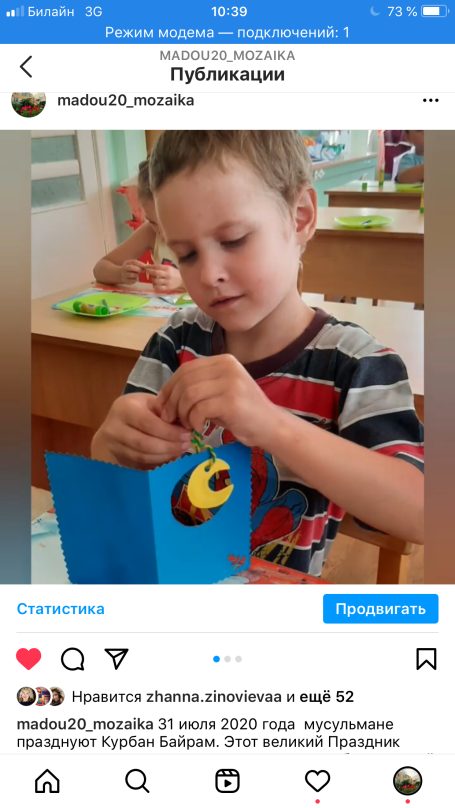 Билайн 3G 10:39 73 %
Режим модема — подключений: 1
MADOU20_MOZAIKA
Публикации
madou20_mozaika
Статистика
Продвигать
Нравится zhanna.zinovievaa и ещё 52
madou20_mozaika 31 июля 2020 года мусульмане
празднуют Курбан Байрам. Этот великий Праздник